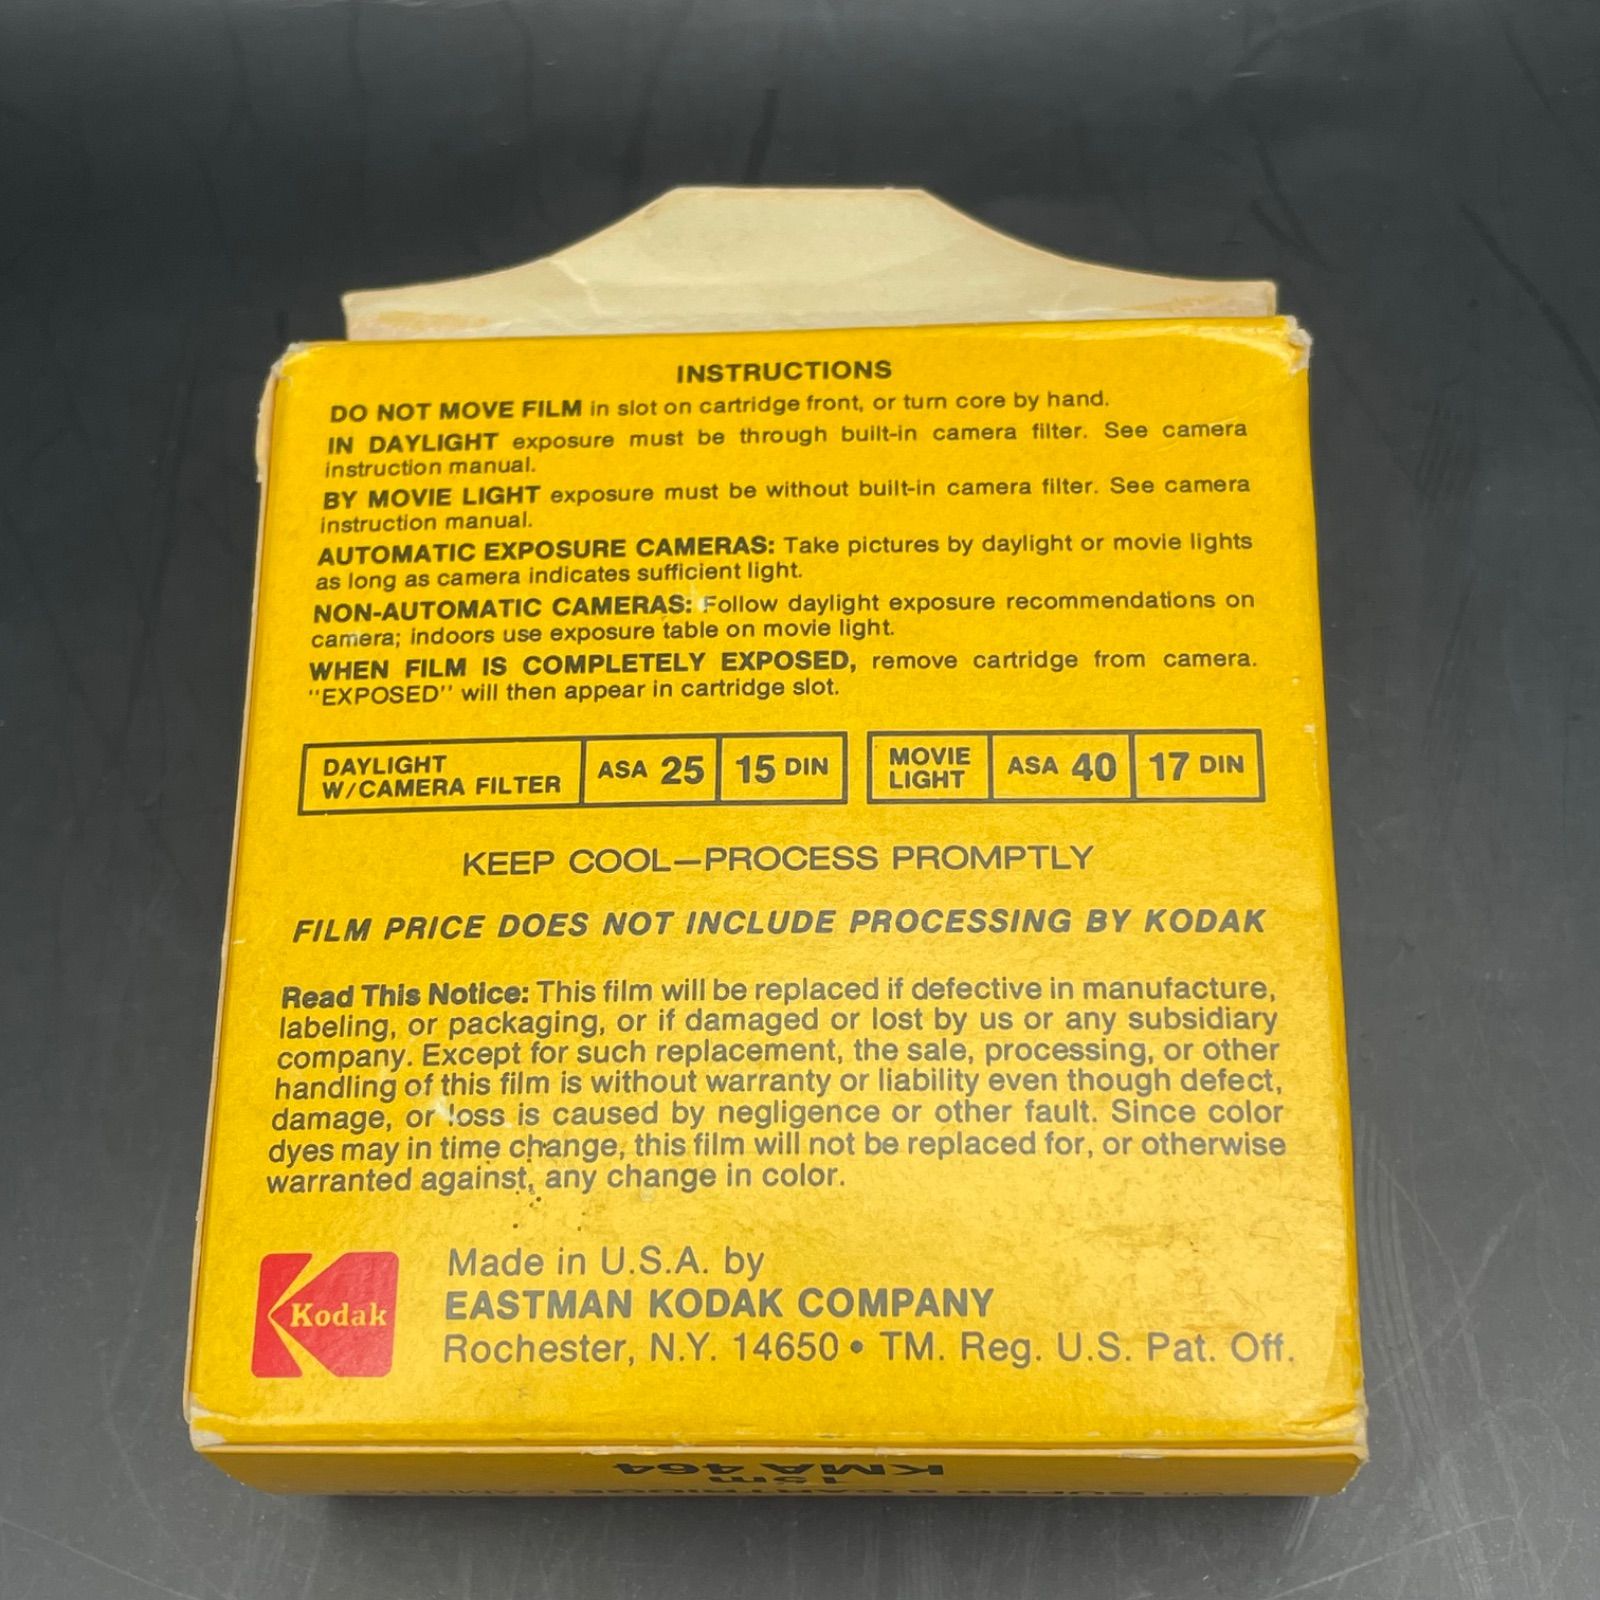 INSTRUCTIONS
DO NOT MOVE FILM in slot on cartridge front, or turn core by hand.
IN DAYLIGHT exposure must be through built-in camera filter. See camera
instruction manual.
BY MOVIE LIGHT exposure must be without built-in camera filter. See camera
instruction manual.
AUTOMATIC EXPOSURE CAMERAS: Take pictures by daylight or movie lights
as long as camera indicates sufficient light.
NON-AUTOMATIC CAMERAS: Follow daylight exposure recommendations on
camera; indoors use exposure table on movie light.
WHEN FILM IS COMPLETELY EXPOSED, remove cartridge from camera.
"EXPOSED" will then appear in cartridge slot.
DAYLIGHT
W/CAMERA FILTER
ASA 25
15 DIN
MOVIE
LIGHT
ASA 40
17 DIN
KEEP COOL—PROCESS PROMPTLY
FILM PRICE DOES NOT INCLUDE PROCESSING BY KODAK
Read This Notice: This film will be replaced if defective in manufacture,
labeling, or packaging, or if damaged or lost by us or any subsidiary
company. Except for such replacement, the sale, processing, or other
handling of this film is without warranty or liability even though defect,
damage, or loss is caused by negligence or other fault. Since color
dyes may in time change, this film will not be replaced for, or otherwise
warranted against, any change in color.
Kodak
Made in U.S.A. by
EASTMAN KODAK COMPANY
Rochester, N.Y. 14650 • TM. Reg. U.S. Pat. Off.
KMA 464
15m